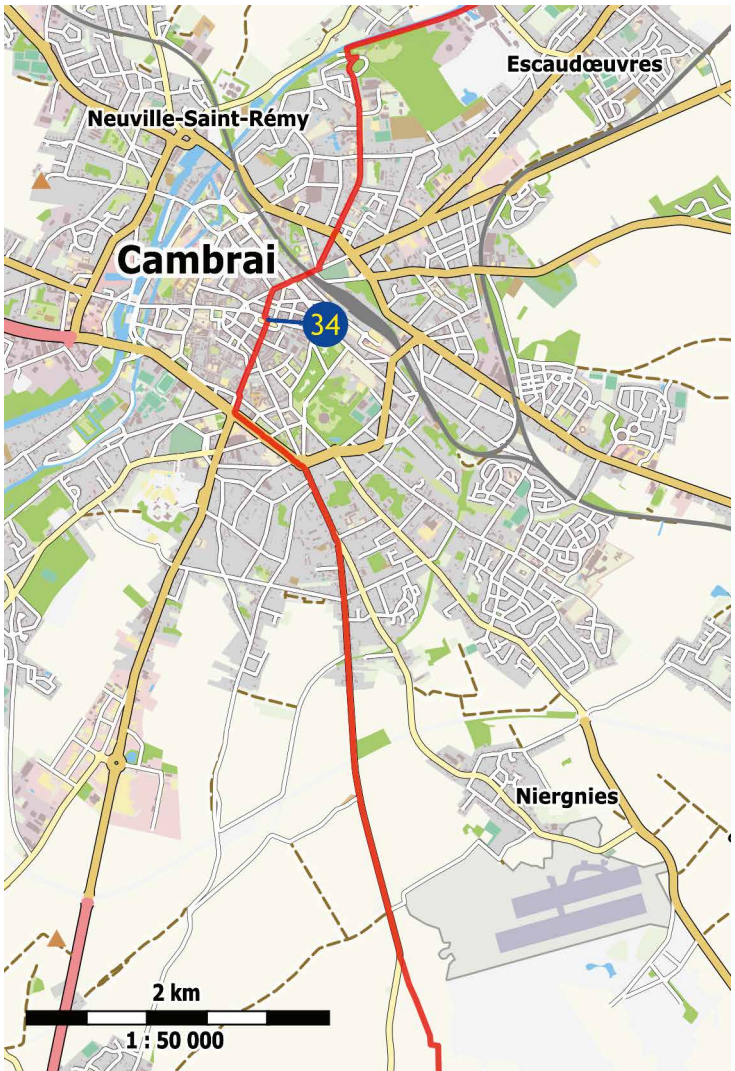 Escaudœuvres
Neuville-Saint-Rémy
Cambrai
34
Niergnies
2 km
1 : 50 000